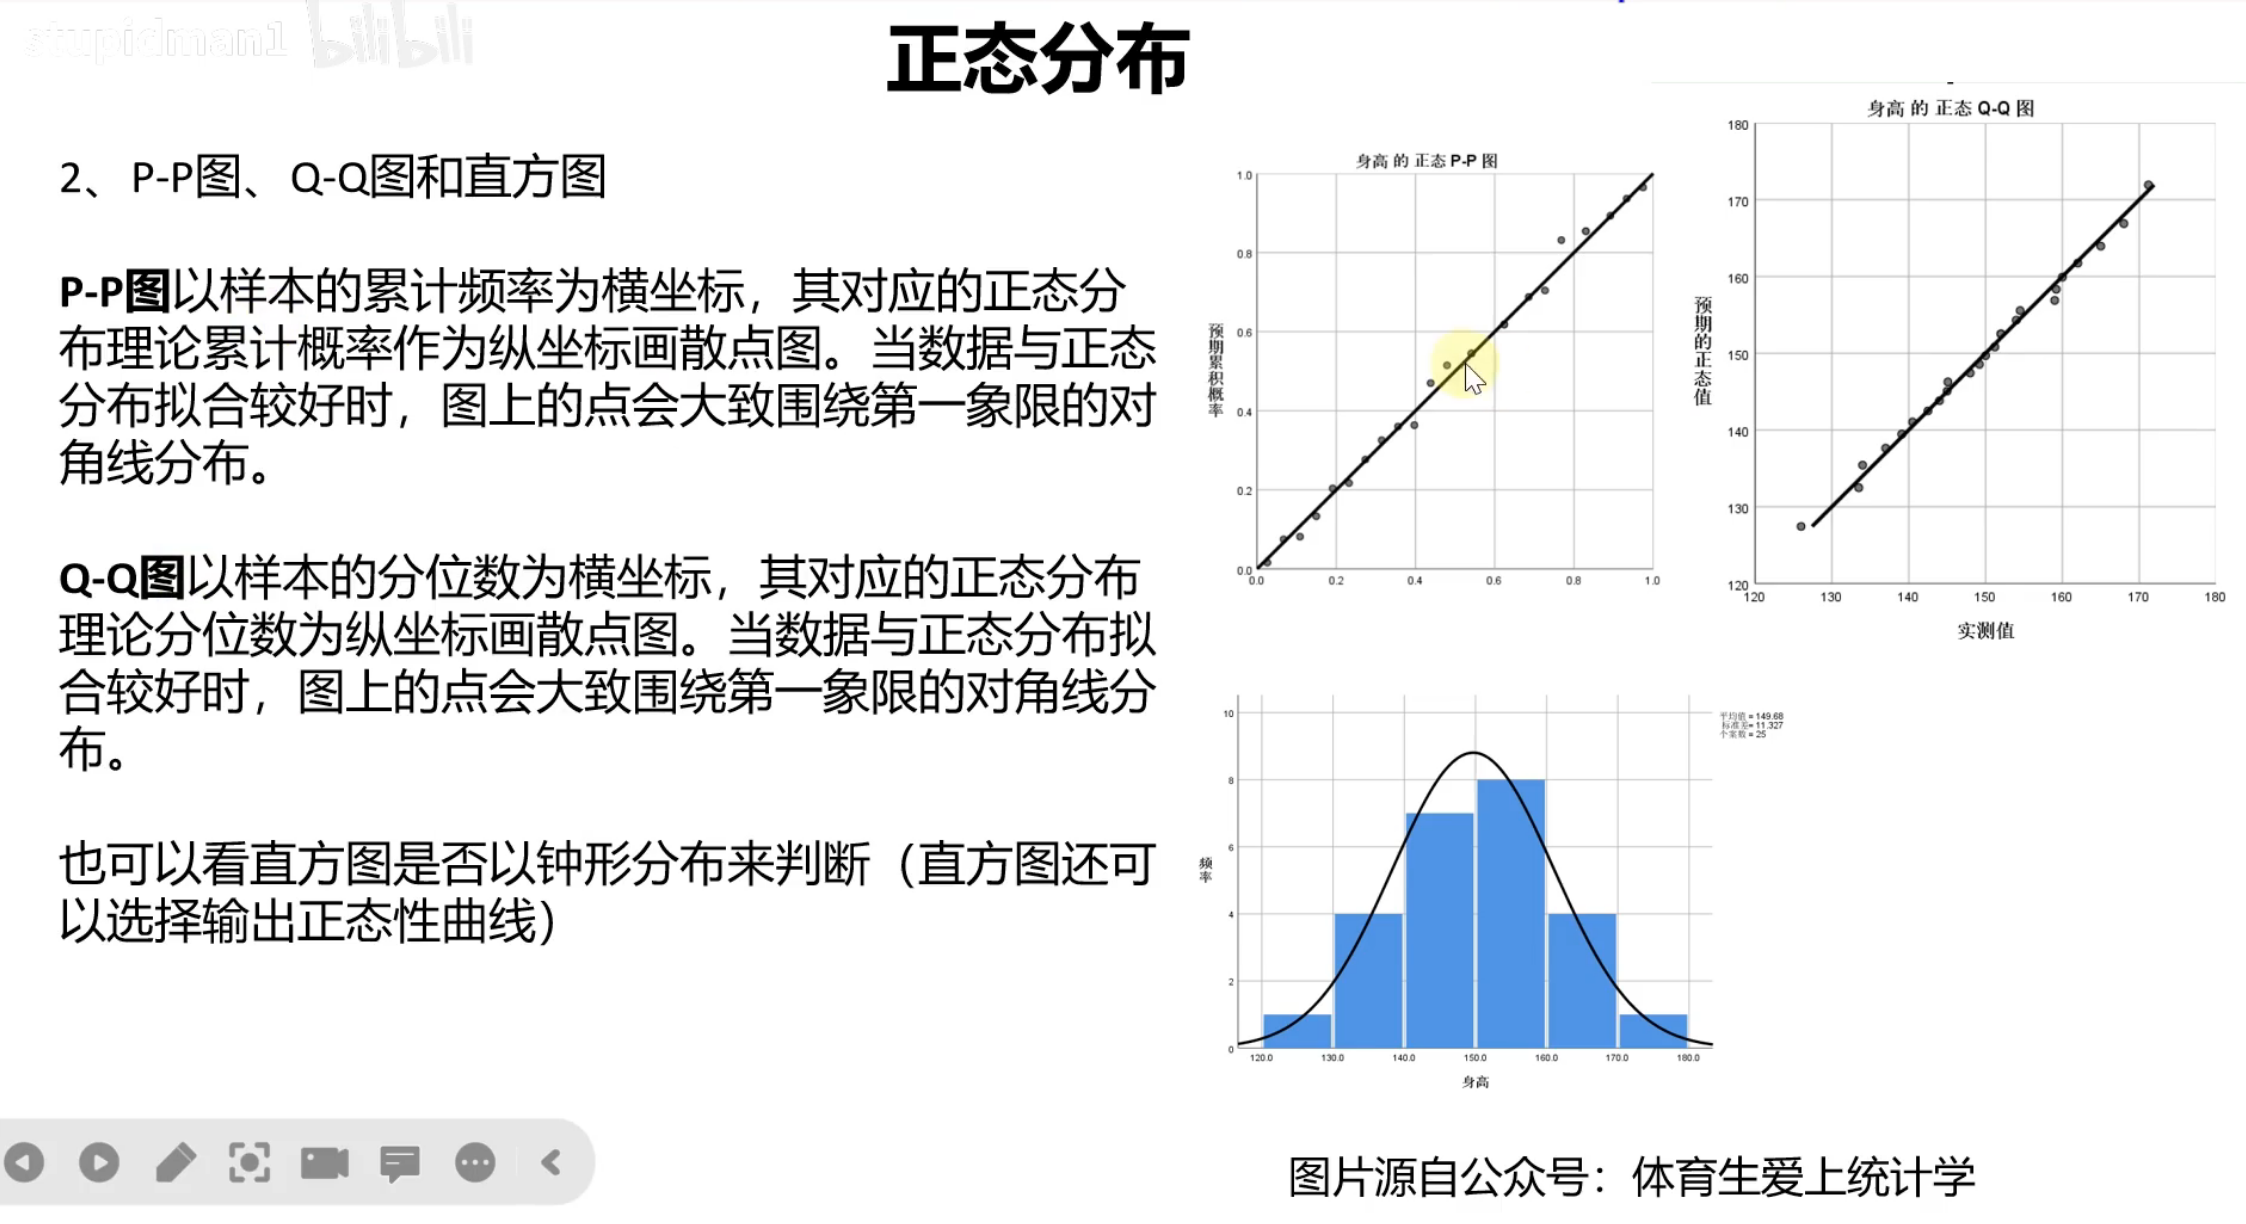 stupidman1 bilibili
正态分布
2、P-P图、Q-Q图和直方图
P-P图以样本的累计频率为横坐标，其对应的正态分
布理论累计概率作为纵坐标画散点图。当数据与正态
分布拟合较好时，图上的点会大致围绕第一象限的对
角线分布。
Q-Q图以样本的分位数为横坐标，其对应的正态分布
理论分位数为纵坐标画散点图。当数据与正态分布拟
合较好时，图上的点会大致围绕第一象限的对角线分
布。
也可以看直方图是否以钟形分布来判断（直方图还可
以选择输出正态性曲线）
身高 的 正态 P-P 图
预期累积概率
1.0
0.8
0.6
0.4
0.2
0.0
0.0 0.2 0.4 0.6 0.8 1.0
身高 的 正态 Q-Q 图
预期的正态值
180
170
160
150
140
130
120
120 130 140 150 160 170 180
实测值
频率
10
8
6
4
2
0
120.0 130.0 140.0 150.0 160.0 170.0 180.0
身高
平均值 = 149.68
标准差 = 11.327
个案数 = 25
图片源自公众号：体育生爱上统计学